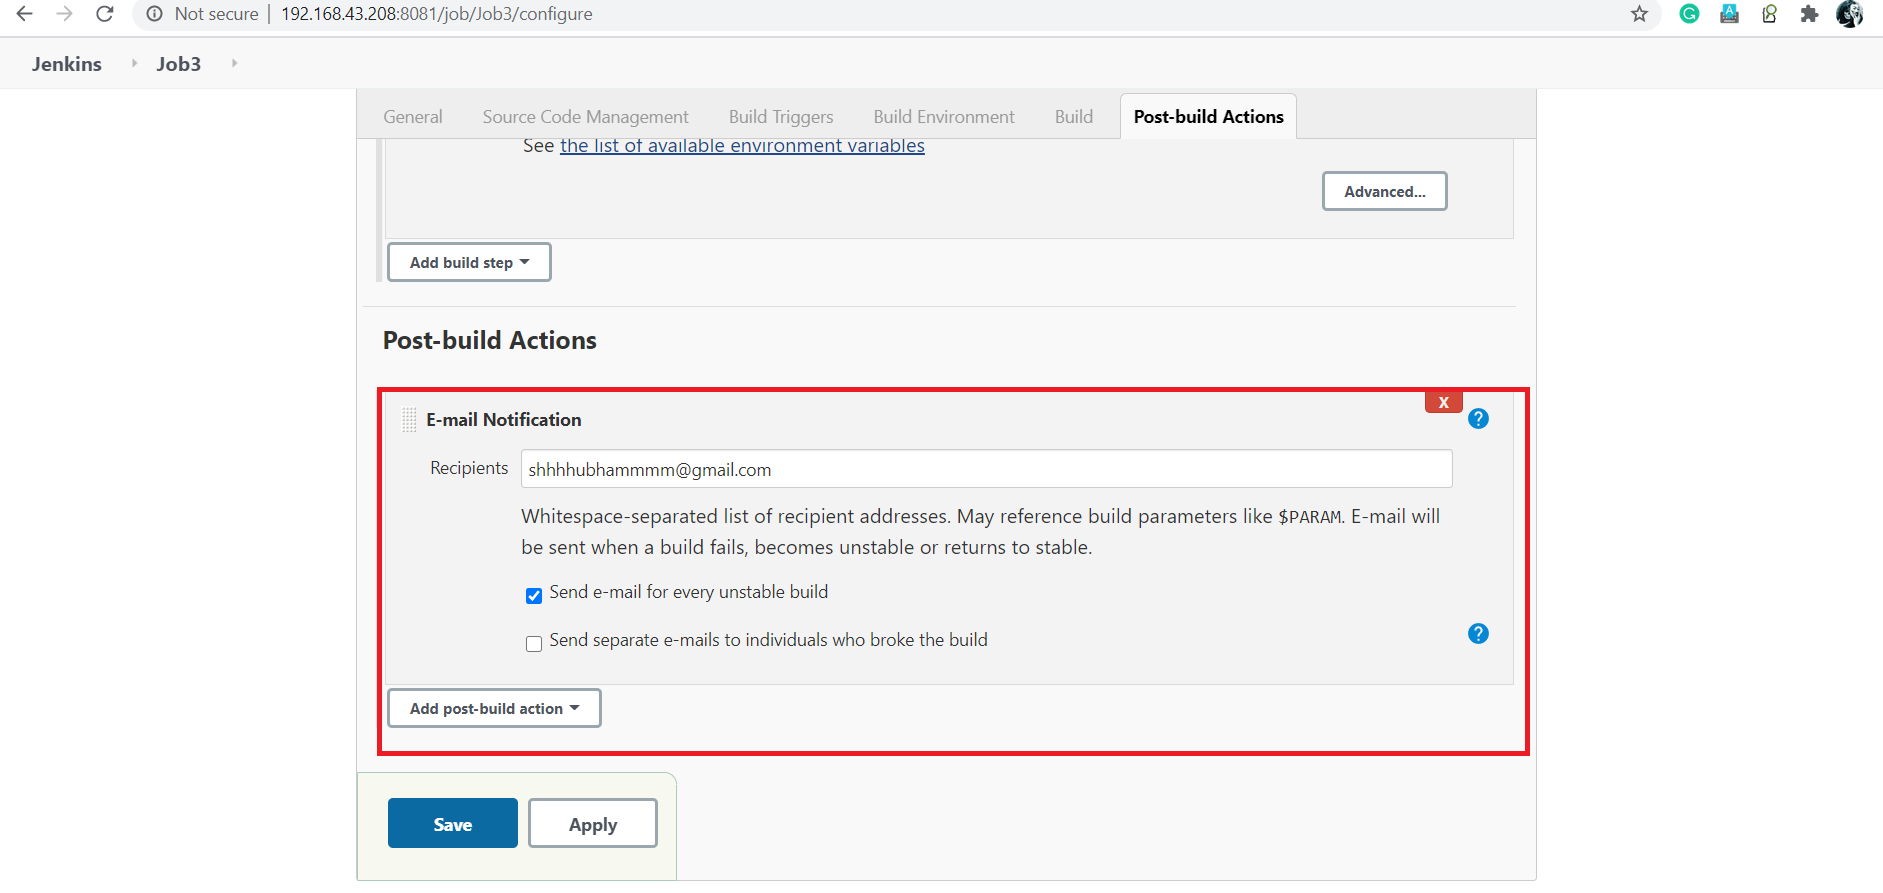 Not secure | 192.168.43.208:8081/job/Job3/configure
Jenkins Job3
General Source Code Management Build Triggers Build Environment Build Post-build Actions
See the list of available environment variables
Advanced...
Add build step
Post-build Actions
X
E-mail Notification ?
Recipients shhhhubhammmm@gmail.com
Whitespace-separated list of recipient addresses. May reference build parameters like $PARAM. E-mail will
be sent when a build fails, becomes unstable or returns to stable.
Send e-mail for every unstable build
Send separate e-mails to individuals who broke the build ?
Add post-build action
Save Apply